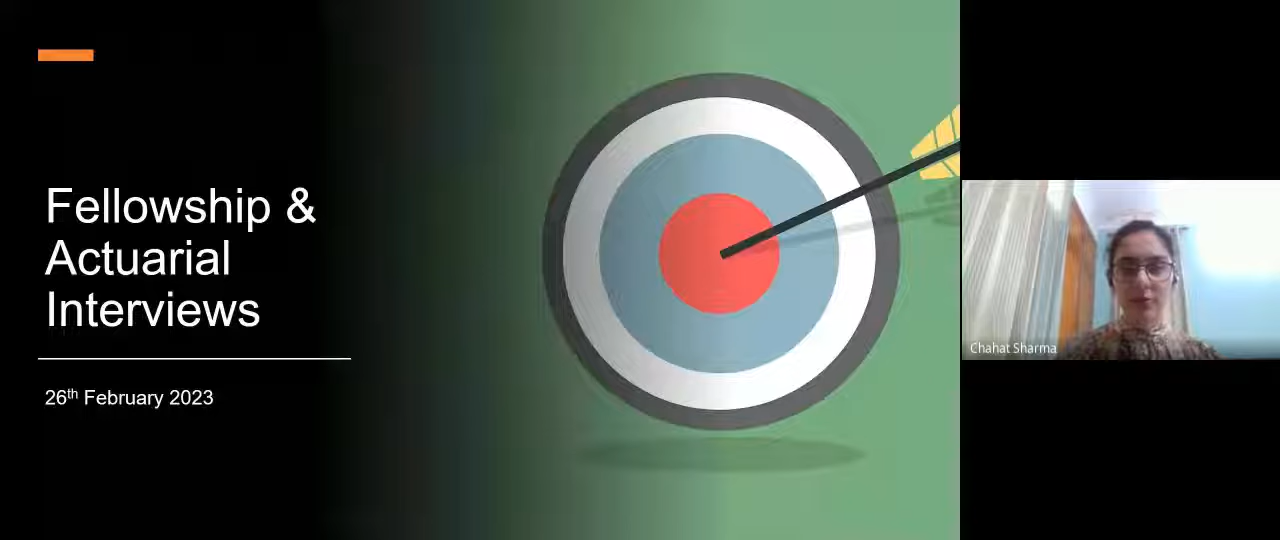 Fellowship &
Actuarial
Interviews
26th February 2023
Chahat Sharma